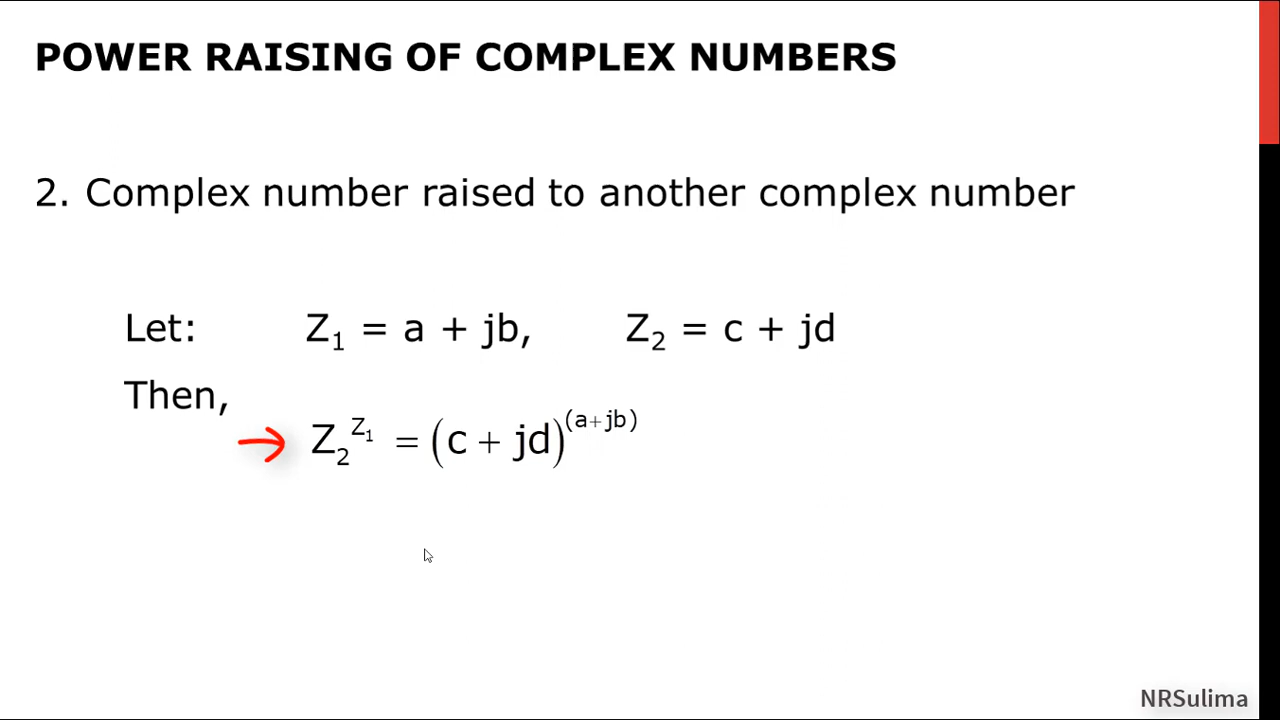 POWER RAISING OF COMPLEX NUMBERS
2. Complex number raised to another complex number
Let: Z₁ = a + jb, Z₂ = c + jd
Then,
Z₂^Z₁ = (c + jd)^(a+jb)
NRSulima